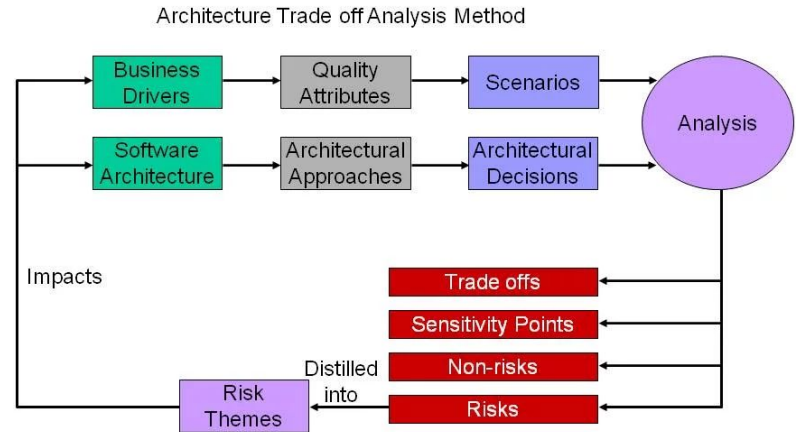 Architecture Trade off Analysis Method
Business
Drivers
Quality
Attributes
Scenarios
Analysis
Software
Architecture
Architectural
Approaches
Architectural
Decisions
Impacts
Trade offs
Sensitivity Points
Non-risks
Distilled
into
Risks
Risk
Themes